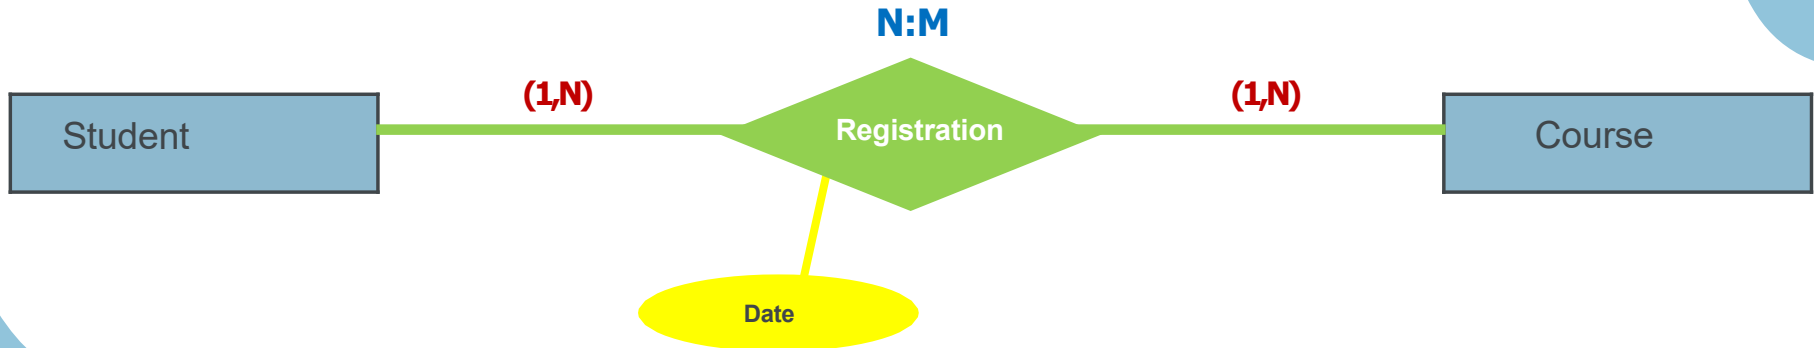 N:M
(1,N)
(1,N)
Student
Registration
Course
Date